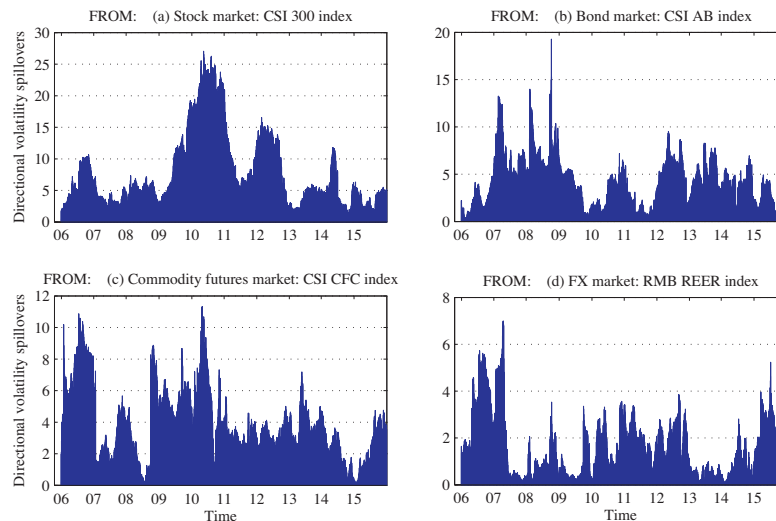 FROM: (a) Stock market: CSI 300 index
Directional volatility spillovers
30
25
20
15
10
5
0
06 07 08 09 10 11 12 13 14 15
Time
FROM: (b) Bond market: CSI AB index
20
15
10
5
0
06 07 08 09 10 11 12 13 14 15
Time
FROM: (c) Commodity futures market: CSI CFC index
Directional volatility spillovers
12
10
8
6
4
2
0
06 07 08 09 10 11 12 13 14 15
Time
FROM: (d) FX market: RMB REER index
8
6
4
2
0
06 07 08 09 10 11 12 13 14 15
Time